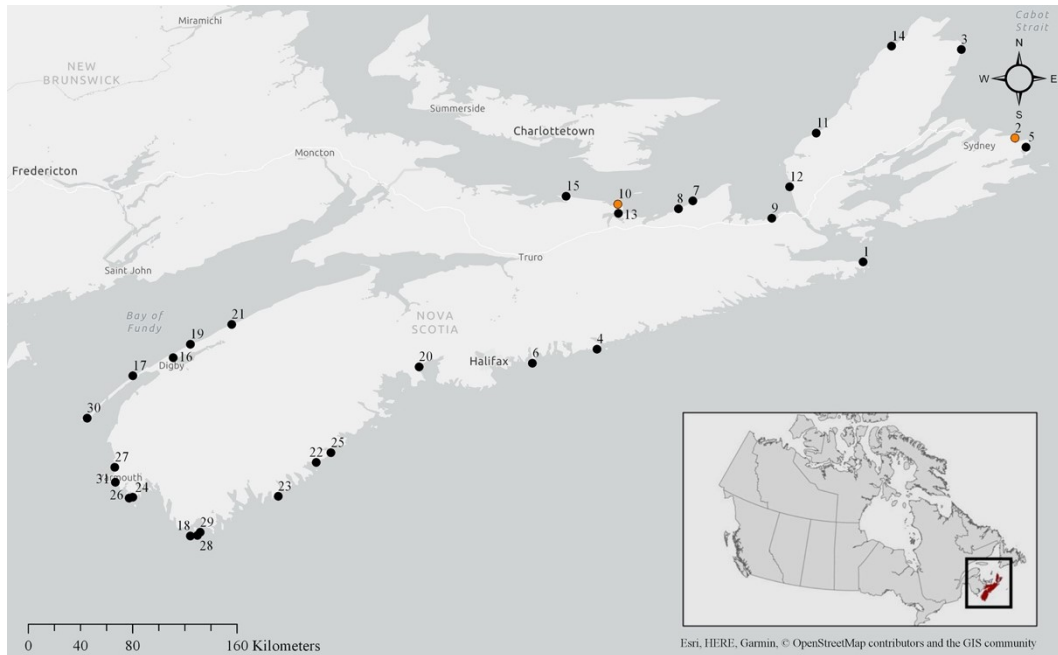 Cabot
Strait
Miramichi
14
3
N
NEW
BRUNSWICK
W
E
S
Summerside
2
11
Charlottetown
Sydney
5
Moncton
Fredericton
12
15
10
7
8
13
9
Truro
1
Saint John
Bay of
Fundy
21
NOVA
SCOTIA
19
4
16
20
Halifax
6
Digby
17
30
25
22
27
31
24
26
23
29
18
28
0 40 80 160 Kilometers
Esri, HERE, Garmin, © OpenStreetMap contributors and the GIS community